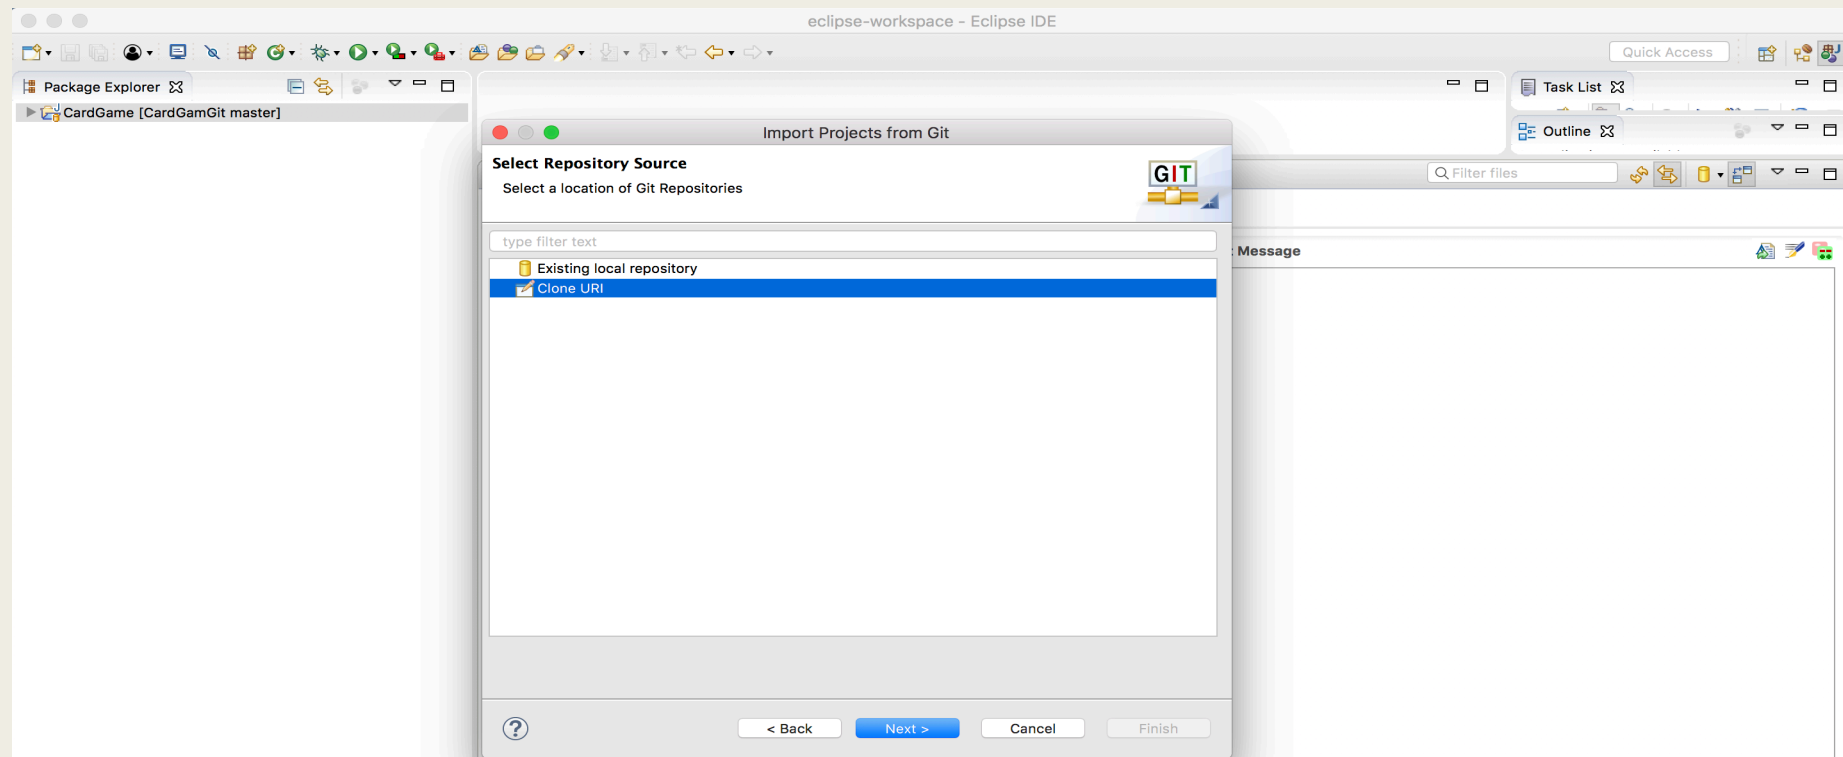 eclipse-workspace - Eclipse IDE
Quick Access
Package Explorer
Task List
CardGame [CardGamGit master]
Import Projects from Git
Outline
Select Repository Source
Select a location of Git Repositories
GIT
Filter files
type filter text
Message
Existing local repository
Clone URI
?
< Back
Next >
Cancel
Finish